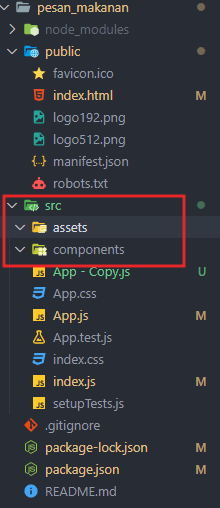 pesan_makanan
node_modules
public
favicon.ico
index.html M
logo192.png
logo512.png
manifest.json
robots.txt
src
assets
components
App - Copy.js U
App.css
App.js M
App.test.js
index.css
index.js M
setupTests.js
.gitignore
package-lock.json M
package.json M
README.md